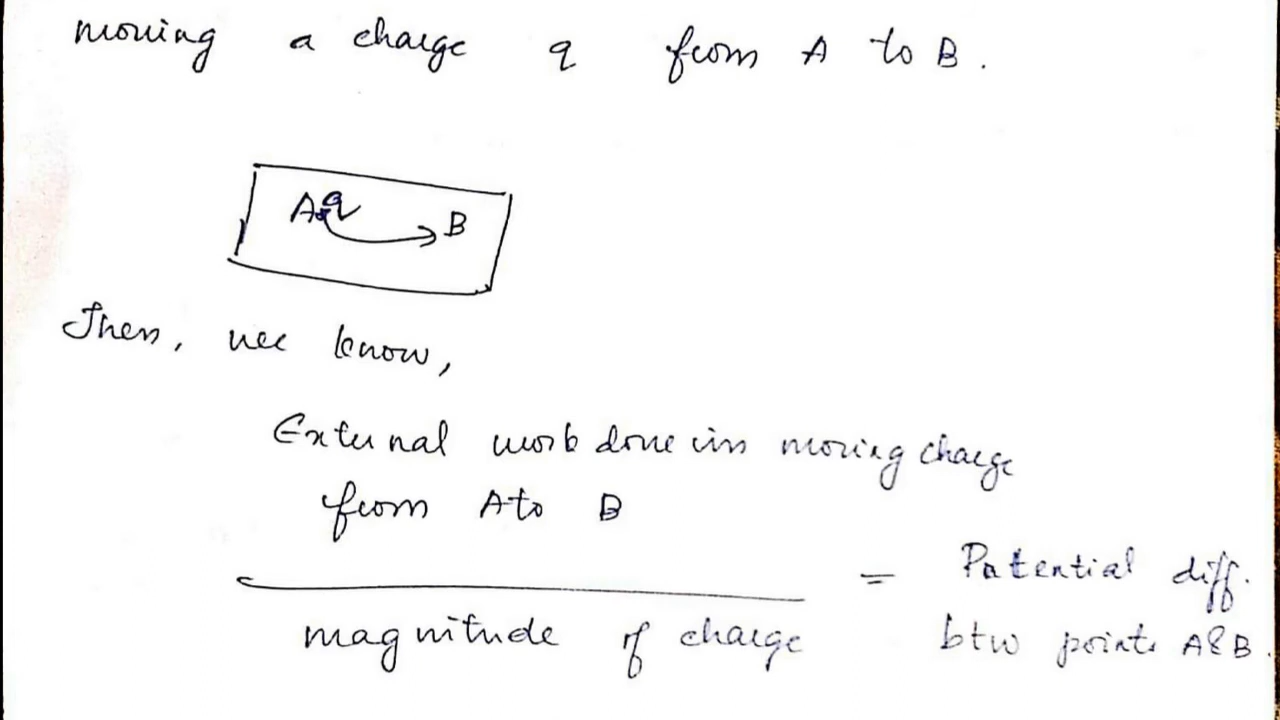 moving a charge q from A to B.
A q B
Then, we know,
External work done in moving charge
from A to B
magnitude of charge
= Potential diff.
btw points A & B.